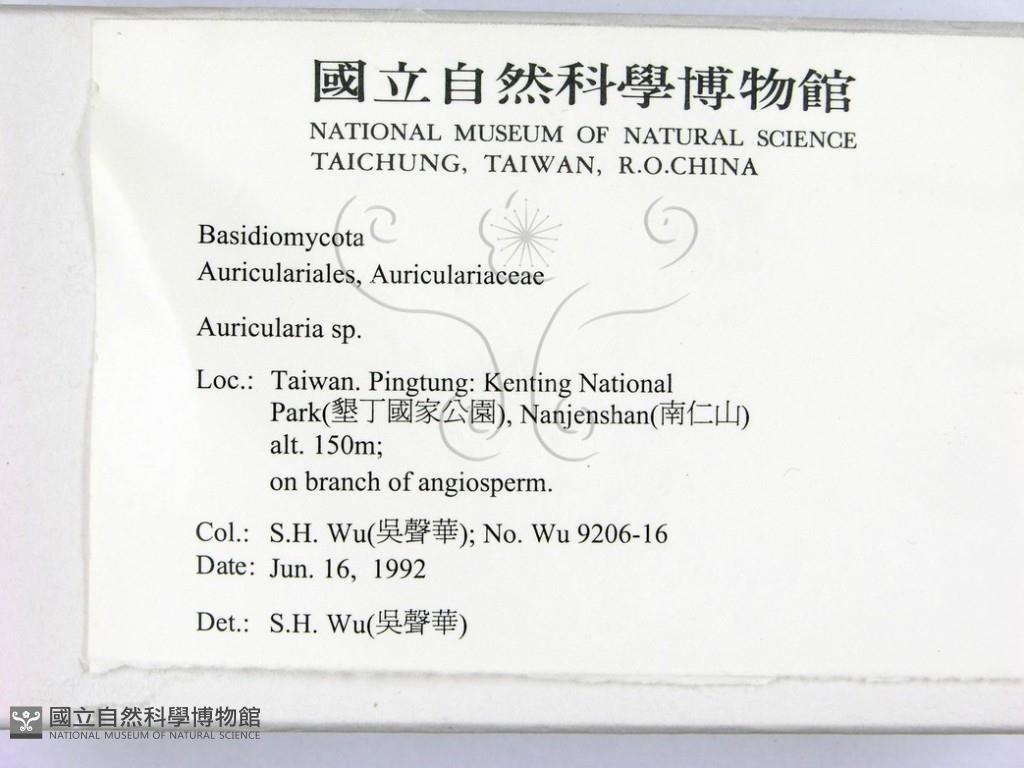 國立自然科學博物館
NATIONAL MUSEUM OF NATURAL SCIENCE
TAICHUNG, TAIWAN, R.O.CHINA
Basidiomycota
Auriculariales, Auriculariaceae
Auricularia sp.
Loc.: Taiwan. Pingtung: Kenting National
Park(墾丁國家公園), Nanjenshan(南仁山)
alt. 150m;
on branch of angiosperm.
Col.: S.H. Wu(吳聲華); No. Wu 9206-16
Date: Jun. 16, 1992
Det.: S.H. Wu(吳聲華)
國立自然科學博物館
NATIONAL MUSEUM OF NATURAL SCIENCE